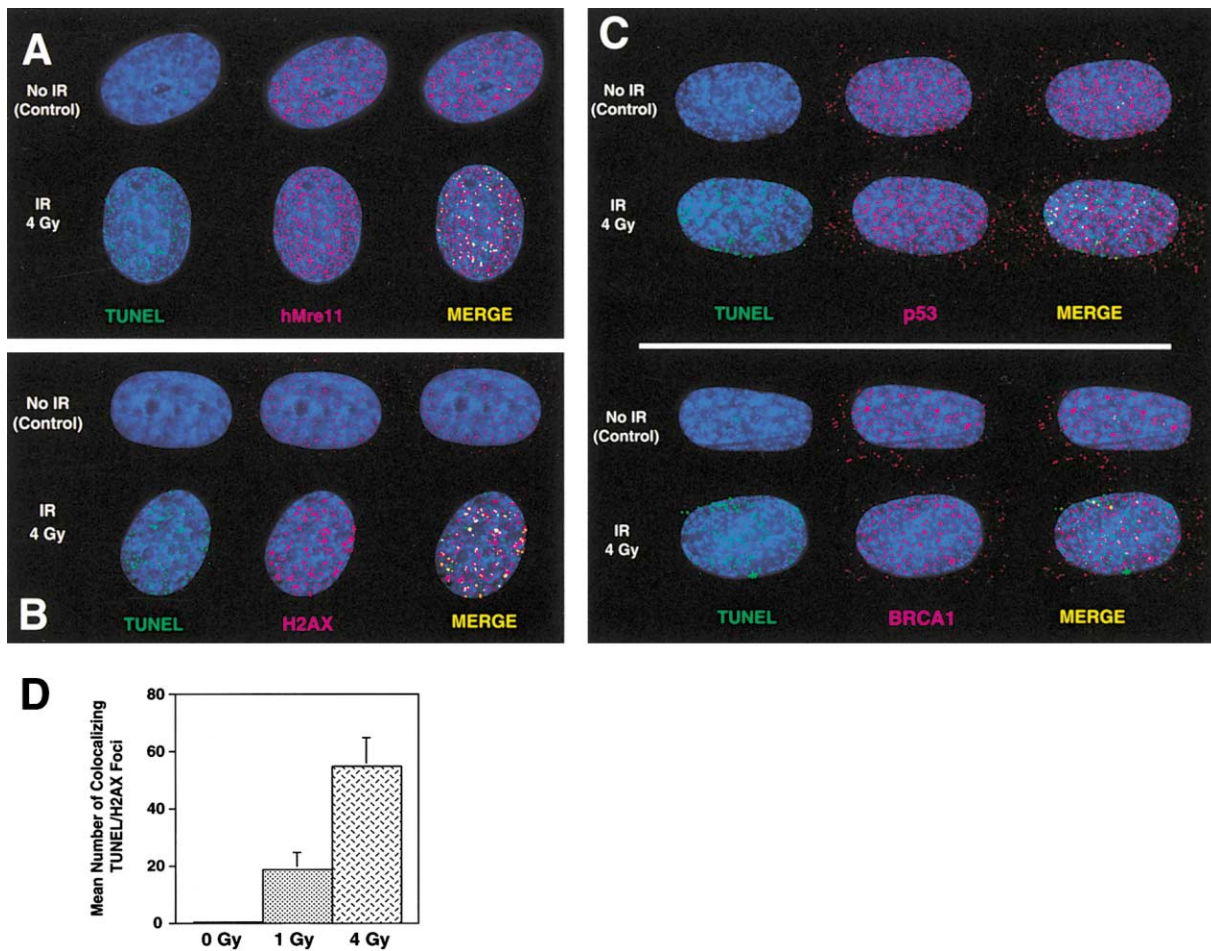 A
No IR
(Control)
IR
4 Gy
TUNEL hMre11 MERGE
No IR
(Control)
IR
4 Gy
B
TUNEL H2AX MERGE
C
No IR
(Control)
IR
4 Gy
TUNEL p53 MERGE
No IR
(Control)
IR
4 Gy
TUNEL BRCA1 MERGE
D
Mean Number of Colocalizing
TUNEL/H2AX Foci
80
60
40
20
0
0 Gy 1 Gy 4 Gy